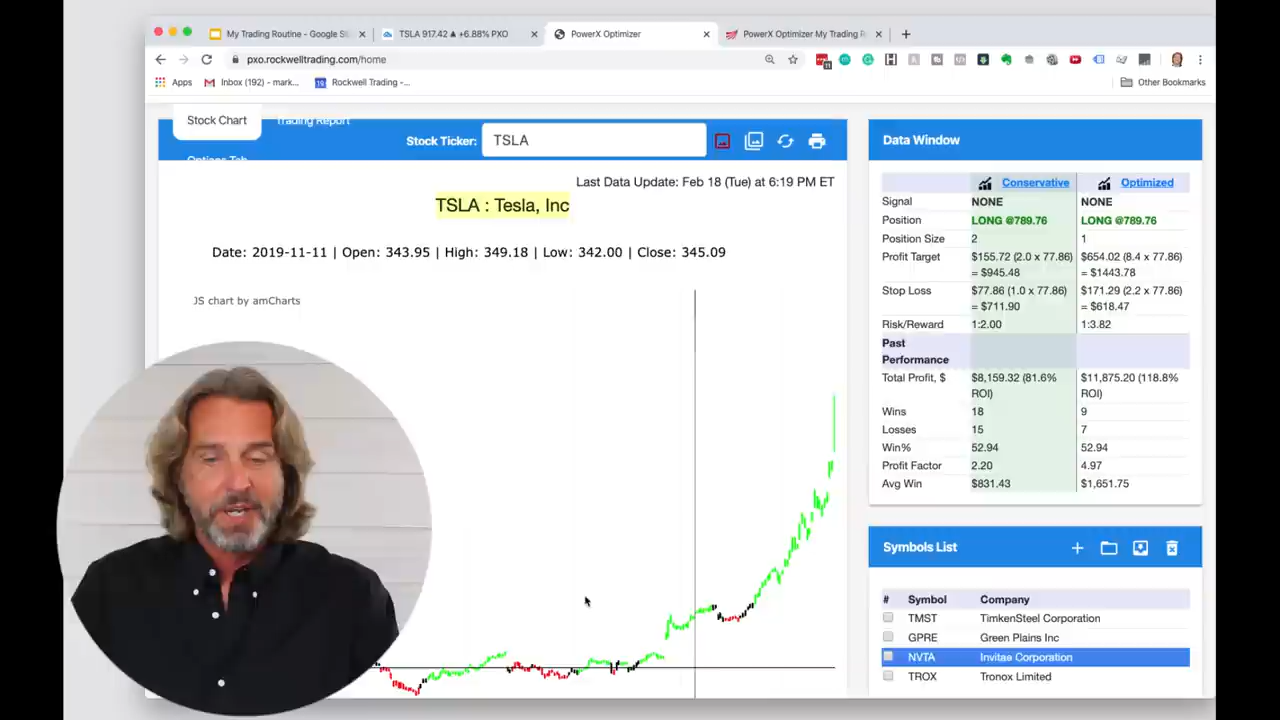 My Trading Routine - Google Sl
TSLA 917.42 ▲ +6.88% PXO
PowerX Optimizer
PowerX Optimizer My Trading R
pxo.rockwelltrading.com/home
Apps
Inbox (192) - mark...
Rockwell Trading -...
Other Bookmarks
Stock Chart
Trading Report
Options Tab
Stock Ticker:
TSLA
Last Data Update: Feb 18 (Tue) at 6:19 PM ET
TSLA : Tesla, Inc
Date: 2019-11-11 | Open: 343.95 | High: 349.18 | Low: 342.00 | Close: 345.09
JS chart by amCharts
Data Window
Conservative Optimized
Signal NONE NONE
Position LONG @789.76 LONG @789.76
Position Size 2 1
Profit Target $155.72 (2.0 x 77.86) $654.02 (8.4 x 77.86)
= $945.48 = $1443.78
Stop Loss $77.86 (1.0 x 77.86) $171.29 (2.2 x 77.86)
= $711.90 = $618.47
Risk/Reward 1:2.00 1:3.82
Past
Performance
Total Profit, $ $8,159.32 (81.6% $11,875.20 (118.8%
ROI) ROI)
Wins 18 9
Losses 15 7
Win% 52.94 52.94
Profit Factor 2.20 4.97
Avg Win $831.43 $1,651.75
Symbols List
# Symbol Company
TMST TimkenSteel Corporation
GPRE Green Plains Inc
NVTA Invitae Corporation
TROX Tronox Limited